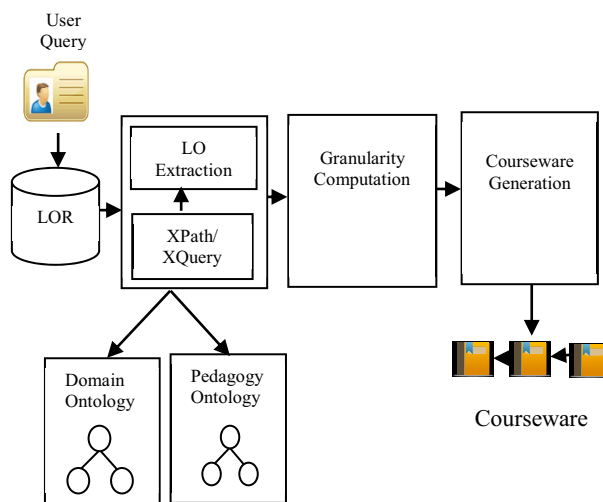 User
Query
LOR
LO
Extraction
XPath/
XQuery
Granularity
Computation
Courseware
Generation
Domain
Ontology
Pedagogy
Ontology
Courseware